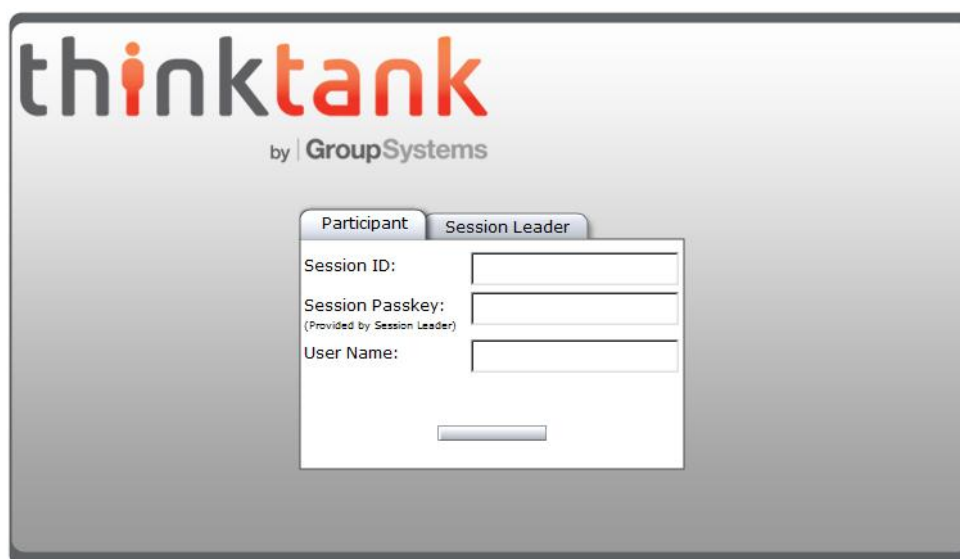 thinktank
by | GroupSystems
Participant
Session Leader
Session ID:
Session Passkey:
(Provided by Session Leader)
User Name: